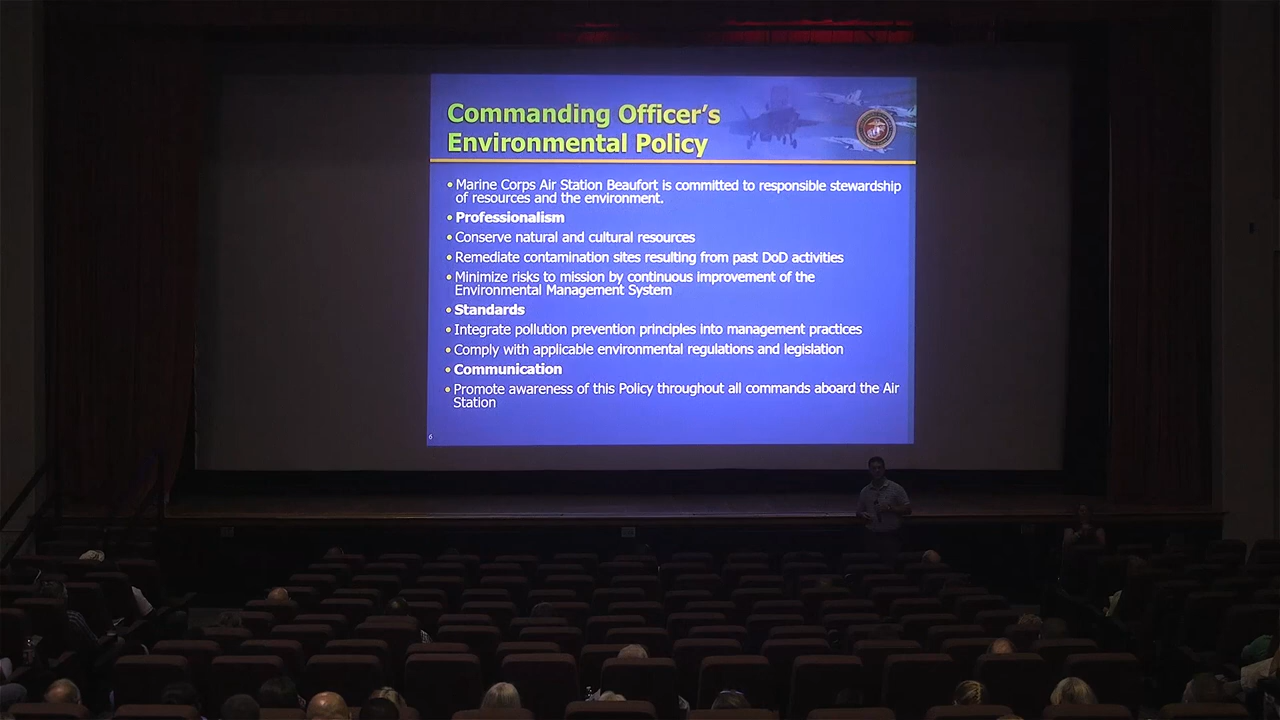 Commanding Officer's
Environmental Policy
• Marine Corps Air Station Beaufort is committed to responsible stewardship
of resources and the environment.
• Professionalism
• Conserve natural and cultural resources
• Remediate contamination sites resulting from past DoD activities
• Minimize risks to mission by continuous improvement of the
Environmental Management System
• Standards
• Integrate pollution prevention principles into management practices
• Comply with applicable environmental regulations and legislation
• Communication
• Promote awareness of this Policy throughout all commands aboard the Air
Station
6